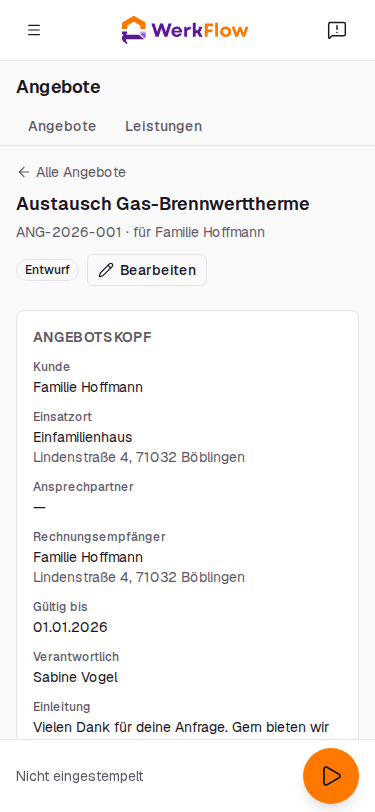 WerkFlow
Angebote
Angebote Leistungen
Alle Angebote
Austausch Gas-Brennwerttherme
ANG-2026-001 · für Familie Hoffmann
Entwurf Bearbeiten
ANGEBOTSKOPF
Kunde
Familie Hoffmann
Einsatzort
Einfamilienhaus
Lindenstraße 4, 71032 Böblingen
Ansprechpartner
—
Rechnungsempfänger
Familie Hoffmann
Lindenstraße 4, 71032 Böblingen
Gültig bis
01.01.2026
Verantwortlich
Sabine Vogel
Einleitung
Vielen Dank für deine Anfrage. Gern bieten wir
Nicht eingestempelt